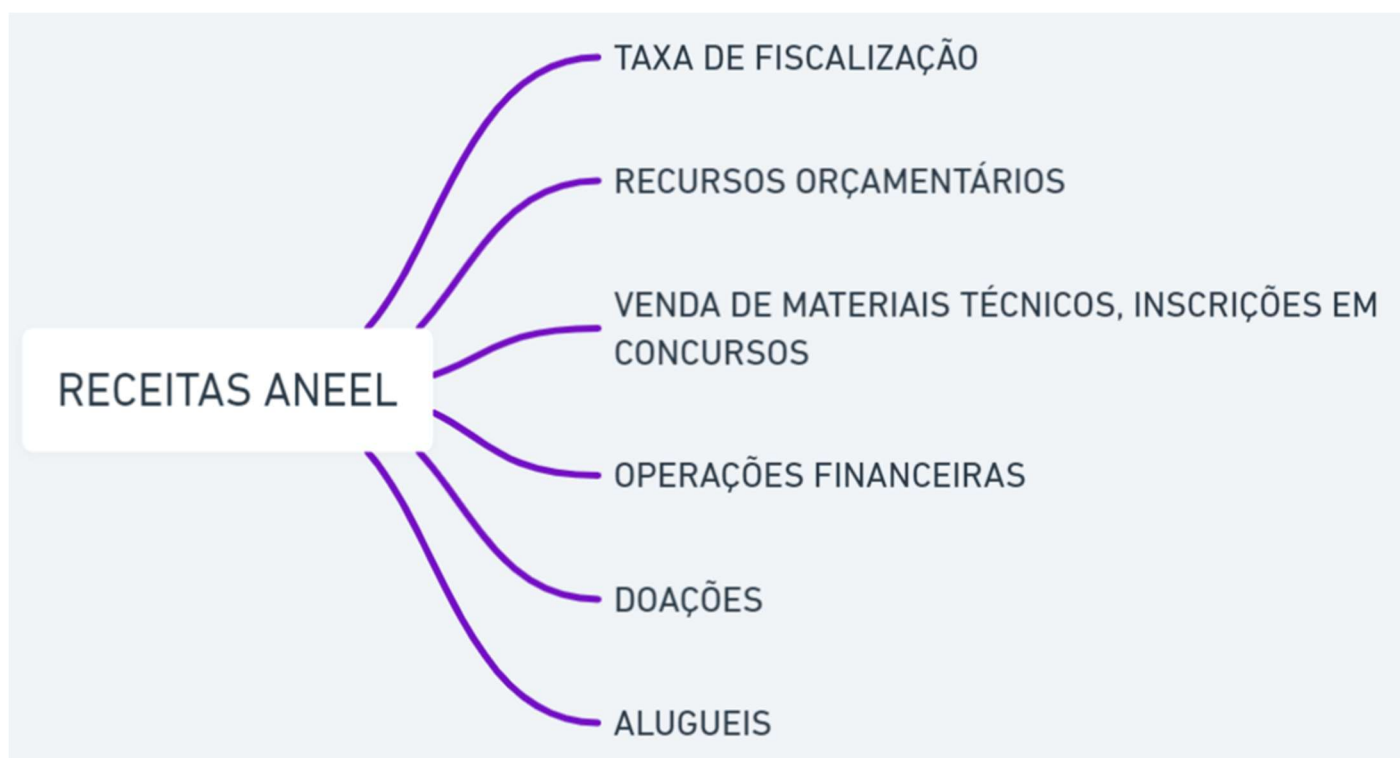 TAXA DE FISCALIZAÇÃO
RECURSOS ORÇAMENTÁRIOS
VENDA DE MATERIAIS TÉCNICOS, INSCRIÇÕES EM
CONCURSOS
RECEITAS ANEEL
OPERAÇÕES FINANCEIRAS
DOAÇÕES
ALUGUEIS